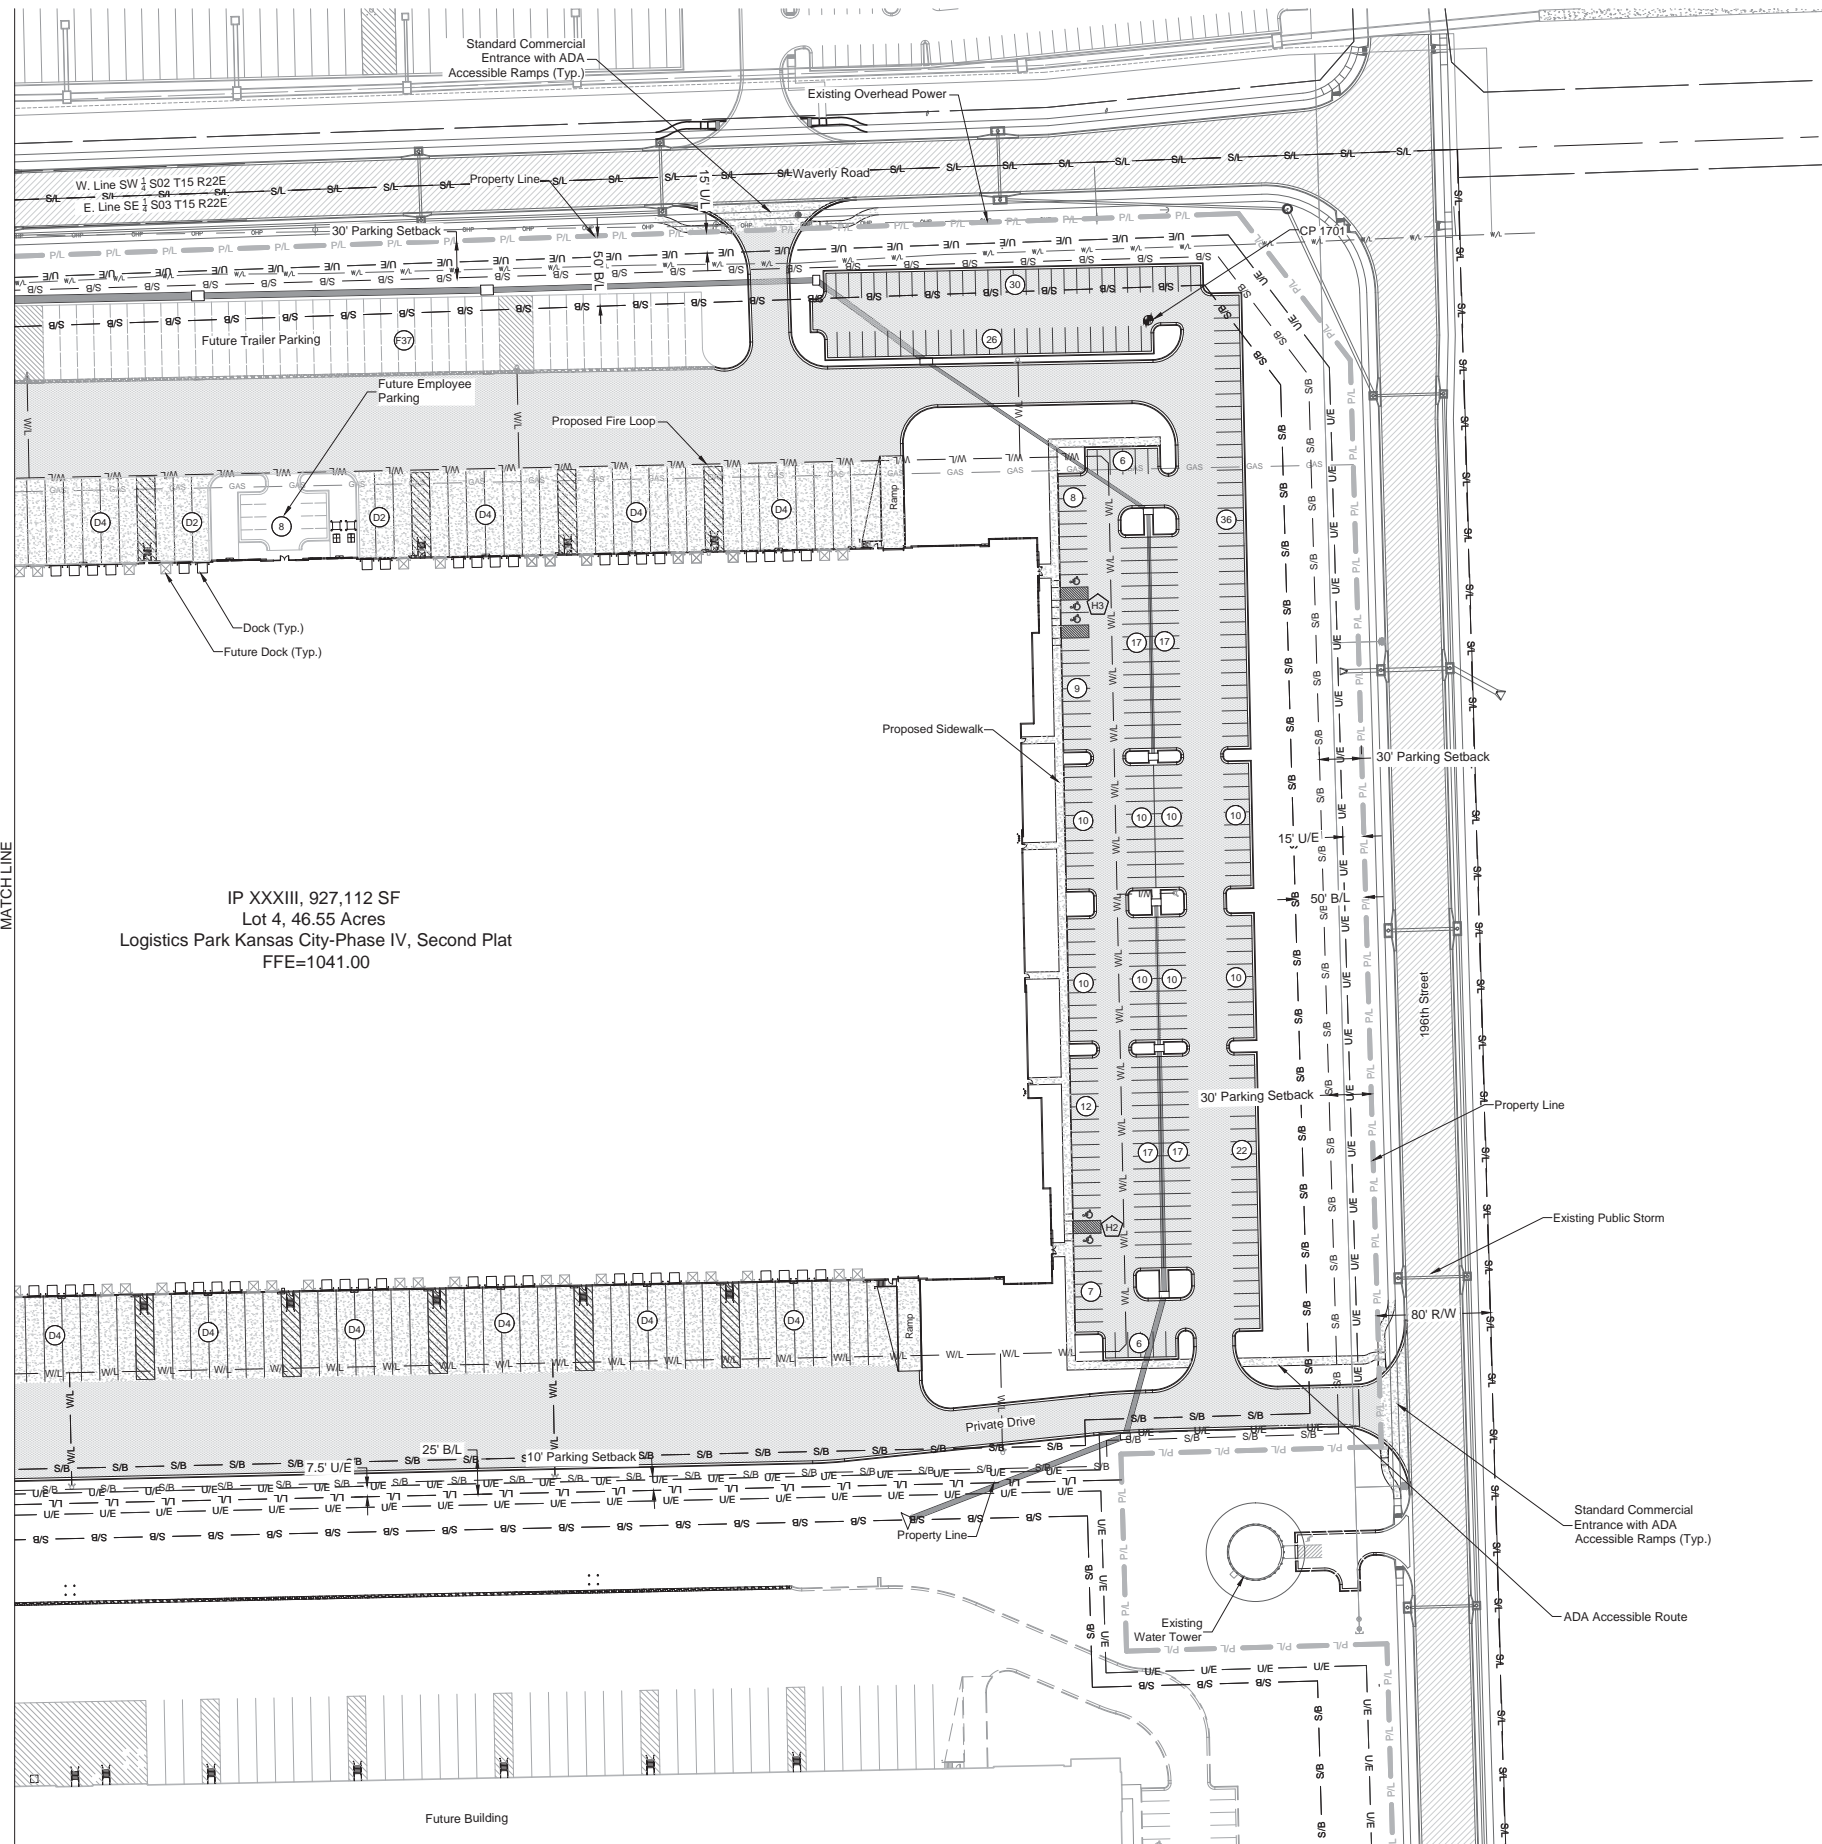 Standard Commercial
Entrance with ADA
Accessible Ramps (Typ.)
Existing Overhead Power
W. Line SW ¼ S02 T15 R22E
E. Line SE ¼ S03 T15 R22E
Property Line
15' U/E
Waverly Road
30' Parking Setback
50' B/L
CP 1701
30
26
Future Trailer Parking
F37
Future Employee
Parking
Proposed Fire Loop
6
8
36
D4
D2
8
D2
D4
D4
D4
Ramp
H3
17
17
Dock (Typ.)
Future Dock (Typ.)
9
Proposed Sidewalk
30' Parking Setback
10
10
10
10
15' U/E
MATCH LINE
IP XXXIII, 927,112 SF
Lot 4, 46.55 Acres
Logistics Park Kansas City-Phase IV, Second Plat
FFE=1041.00
50' B/L
10
10
10
10
196th Street
30' Parking Setback
12
17
17
22
Property Line
H2
Existing Public Storm
7
80' R/W
D4
D4
D4
D4
D4
D4
Ramp
6
Private Drive
25' B/L
10' Parking Setback
7.5' U/E
Property Line
Standard Commercial
Entrance with ADA
Accessible Ramps (Typ.)
ADA Accessible Route
Existing
Water Tower
Future Building